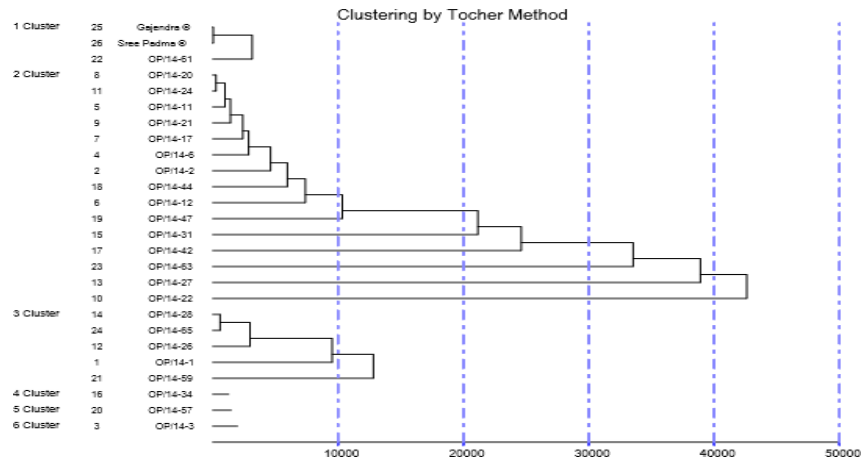 Clustering by Tocher Method
1 Cluster 25 Gajendra ®
26 Sree Padma ®
22 OP/14-61
2 Cluster 8 OP/14-20
11 OP/14-24
5 OP/14-11
9 OP/14-21
7 OP/14-17
4 OP/14-6
2 OP/14-2
18 OP/14-44
6 OP/14-12
19 OP/14-47
15 OP/14-31
17 OP/14-42
23 OP/14-63
13 OP/14-27
10 OP/14-22
3 Cluster 14 OP/14-28
24 OP/14-65
12 OP/14-26
1 OP/14-1
21 OP/14-59
4 Cluster 16 OP/14-34
5 Cluster 20 OP/14-57
6 Cluster 3 OP/14-3
10000 20000 30000 40000 50000